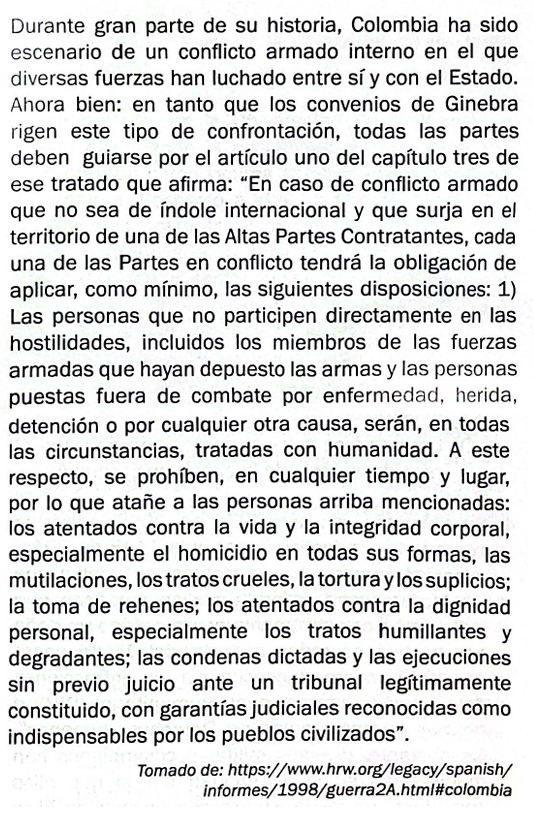 Durante gran parte de su historia, Colombia ha sido
escenario de un conflicto armado interno en el que
diversas fuerzas han luchado entre sí y con el Estado.
Ahora bien: en tanto que los convenios de Ginebra
rigen este tipo de confrontación, todas las partes
deben guiarse por el artículo uno del capítulo tres de
ese tratado que afirma: “En caso de conflicto armado
que no sea de índole internacional y que surja en el
territorio de una de las Altas Partes Contratantes, cada
una de las Partes en conflicto tendrá la obligación de
aplicar, como mínimo, las siguientes disposiciones: 1)
Las personas que no participen directamente en las
hostilidades, incluidos los miembros de las fuerzas
armadas que hayan depuesto las armas y las personas
puestas fuera de combate por enfermedad, herida,
detención o por cualquier otra causa, serán, en todas
las circunstancias, tratadas con humanidad. A este
respecto, se prohíben, en cualquier tiempo y lugar,
por lo que atañe a las personas arriba mencionadas:
los atentados contra la vida y la integridad corporal,
especialmente el homicidio en todas sus formas, las
mutilaciones, los tratos crueles, la tortura y los suplicios;
la toma de rehenes; los atentados contra la dignidad
personal, especialmente los tratos humillantes y
degradantes; las condenas dictadas y las ejecuciones
sin previo juicio ante un tribunal legítimamente
constituido, con garantías judiciales reconocidas como
indispensables por los pueblos civilizados”.
Tomado de: https://www.hrw.org/legacy/spanish/
informes/1998/guerra2A.html#colombia